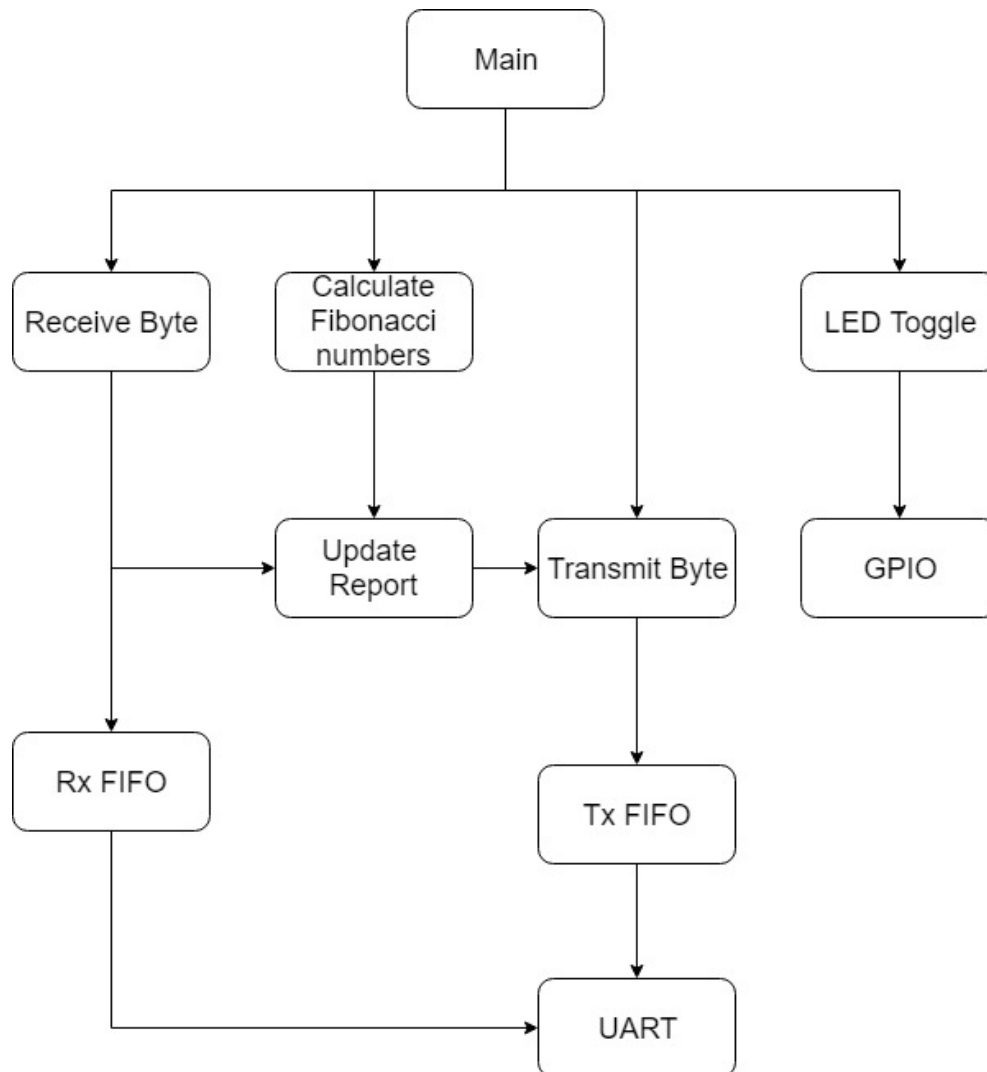 Main
Receive Byte
Calculate
Fibonacci
numbers
LED Toggle
Update
Report
Transmit Byte
GPIO
Rx FIFO
Tx FIFO
UART